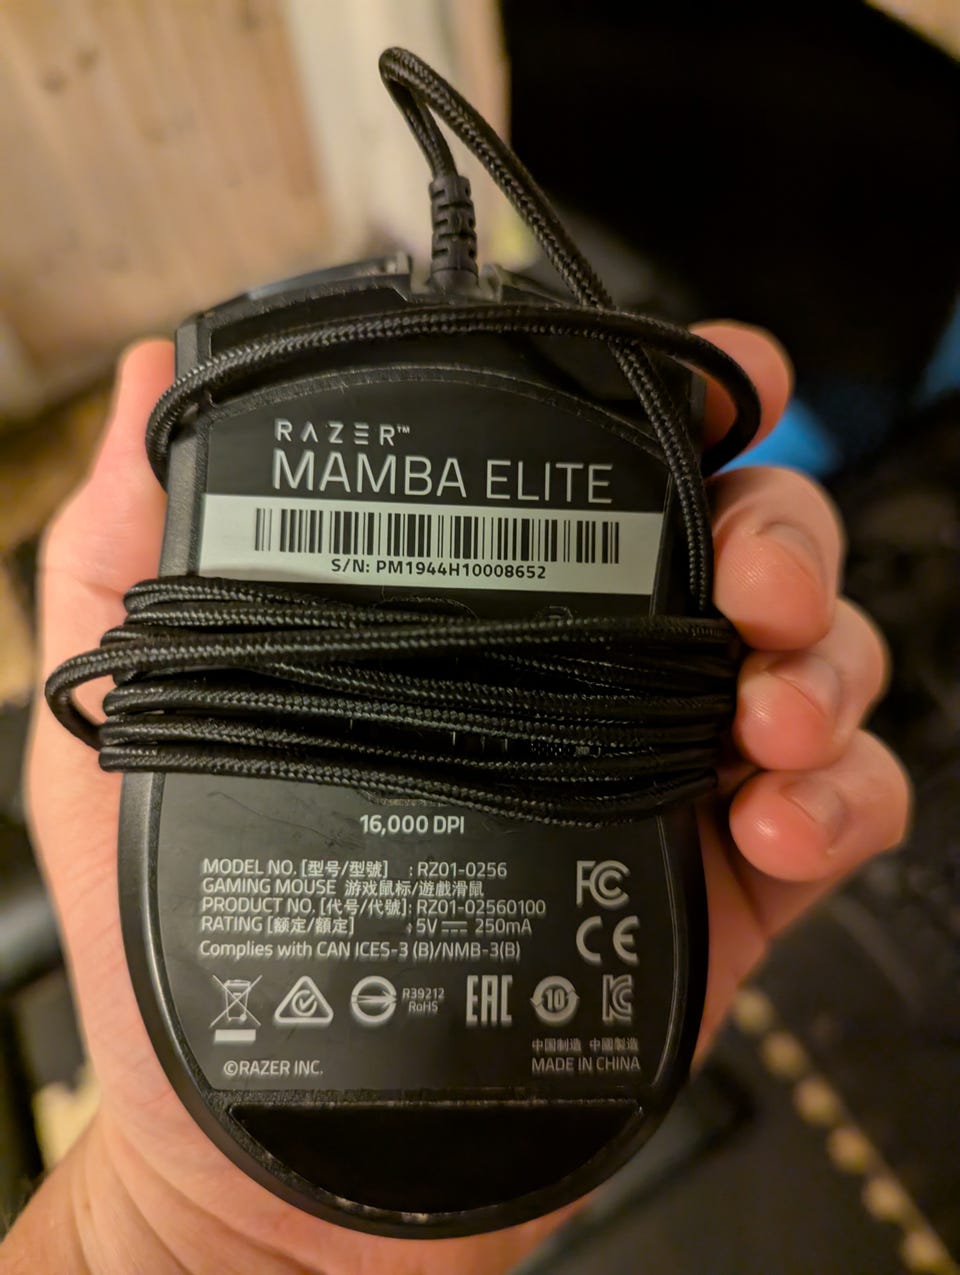 RAZER™
MAMBA ELITE
S/N: PM1944H10008652
16,000 DPI
MODEL NO. [型号/型號] : RZ01-0256
GAMING MOUSE 游戏鼠标/遊戲滑鼠
PRODUCT NO. [代号/代號]: RZ01-02560100
RATING [额定/額定] : 5V 250mA
Complies with CAN ICES-3 (B)/NMB-3(B)
FC
CE
R39212
RoHS
EAC
10
KC
中国制造 中國製造
©RAZER INC.
MADE IN CHINA